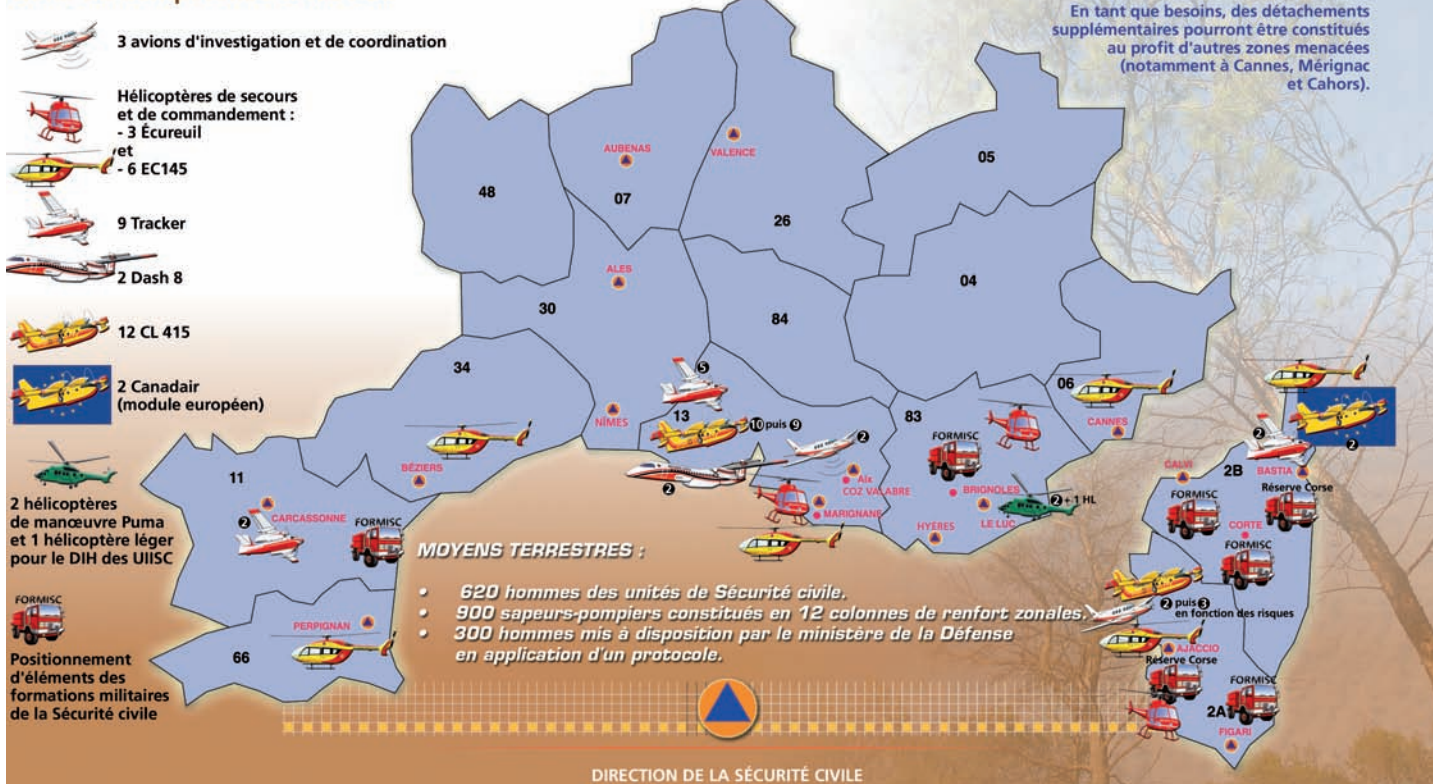 3 avions d'investigation et de coordination
Hélicoptères de secours
et de commandement :
- 3 Écureuil
et
- 6 EC145
9 Tracker
2 Dash 8
12 CL 415
2 Canadair
(module européen)
2 hélicoptères
de manœuvre Puma
et 1 hélicoptère léger
pour le DIH des UIISC
FORMISC
Positionnement
d'éléments des
formations militaires
de la Sécurité civile
En tant que besoins, des détachements
supplémentaires pourront être constitués
au profit d'autres zones menacées
(notamment à Cannes, Mérignac
et Cahors).
48
AUBENAS
07
VALENCE
26
05
04
ALES
30
84
34
NÎMES
BÉZIERS
13
5
10 puis 9
2
2
Aix
COZ VALABRE
MARIGNANE
83
FORMISC
BRIGNOLES
HYÈRES
LE LUC
2 + 1 HL
06
CANNES
11
CARCASSONNE
2
FORMISC
PERPIGNAN
66
2
2
BASTIA
CALVI
2B
FORMISC
Réserve Corse
CORTE
FORMISC
2 puis 3
en fonction des risques
AJACCIO
Réserve Corse
FORMISC
2A
FIGARI
MOYENS TERRESTRES :
• 620 hommes des unités de Sécurité civile.
• 900 sapeurs-pompiers constitués en 12 colonnes de renfort zonales.
• 300 hommes mis à disposition par le ministère de la Défense
en application d'un protocole.
DIRECTION DE LA SÉCURITÉ CIVILE